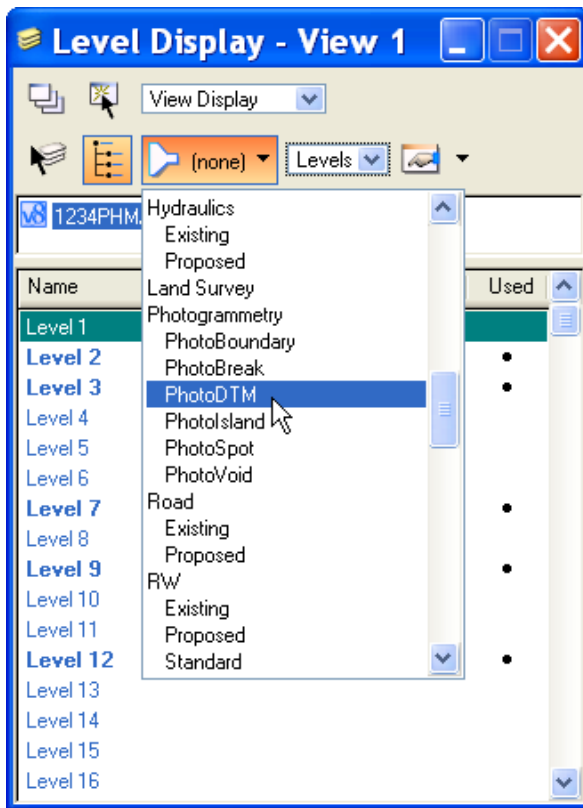 Level Display - View 1
View Display
(none) Levels
v8 1234PHM
Hydraulics
Existing
Proposed
Land Survey
Photogrammetry
PhotoBoundary
PhotoBreak
PhotoDTM
PhotoIsland
PhotoSpot
PhotoVoid
Road
Existing
Proposed
RW
Existing
Proposed
Standard
Name Used
Level 1
Level 2 •
Level 3 •
Level 4
Level 5
Level 6
Level 7 •
Level 8
Level 9 •
Level 10
Level 11
Level 12 •
Level 13
Level 14
Level 15
Level 16